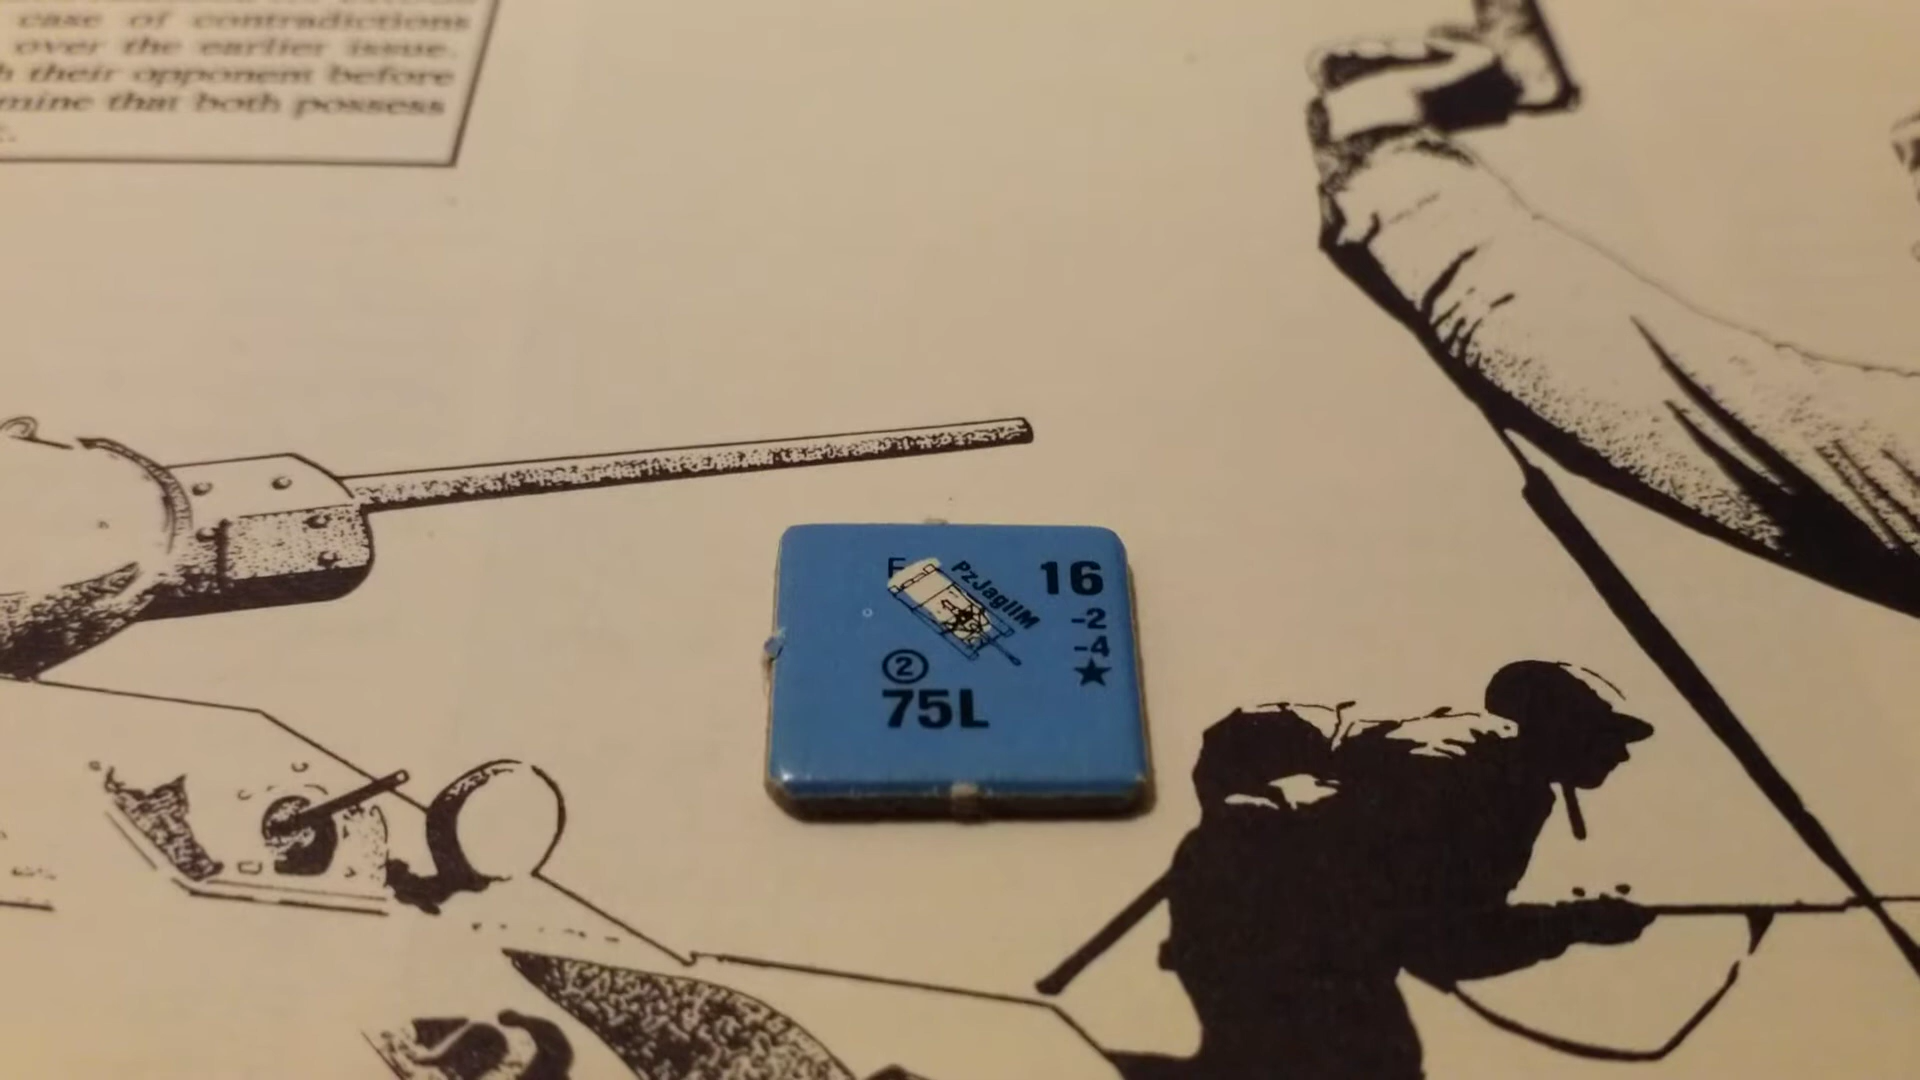 case of contradictions
over the earlier issue.
their opponent before
that both possess
F
PzJagIIM
16
-2
-4
2
75L